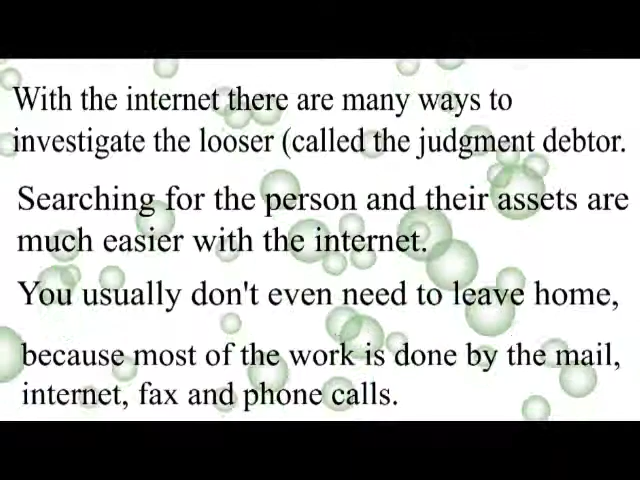 With the internet there are many ways to
investigate the looser (called the judgment debtor.
Searching for the person and their assets are
much easier with the internet.
You usually don't even need to leave home,
because most of the work is done by the mail,
internet, fax and phone calls.